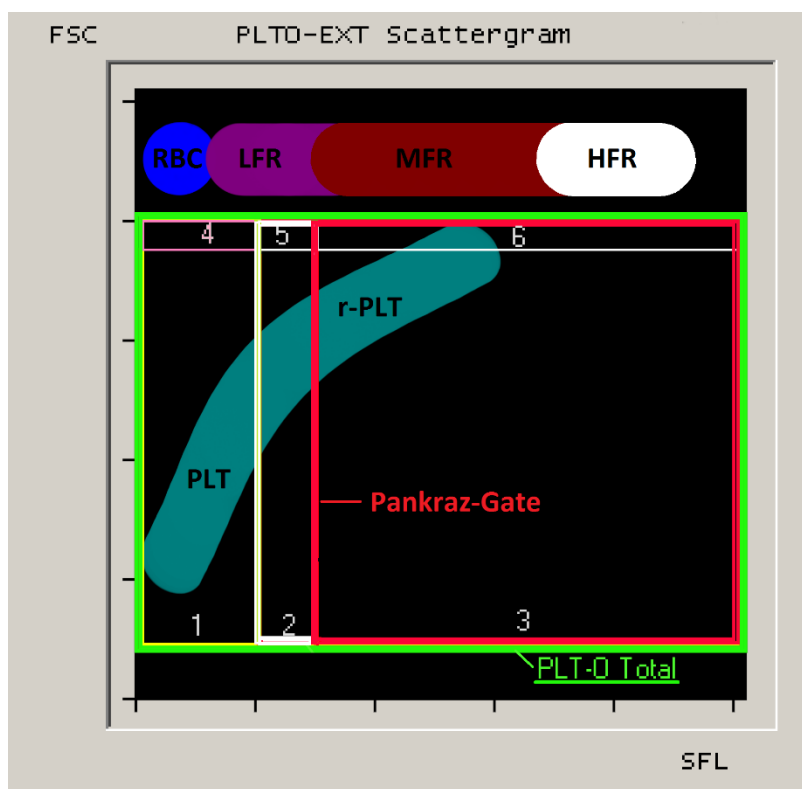 FSC PLTO-EXT Scattergram
RBC LFR MFR HFR
4 5 6
r-PLT
PLT
Pankraz-Gate
1 2 3
PLT-O Total
SFL